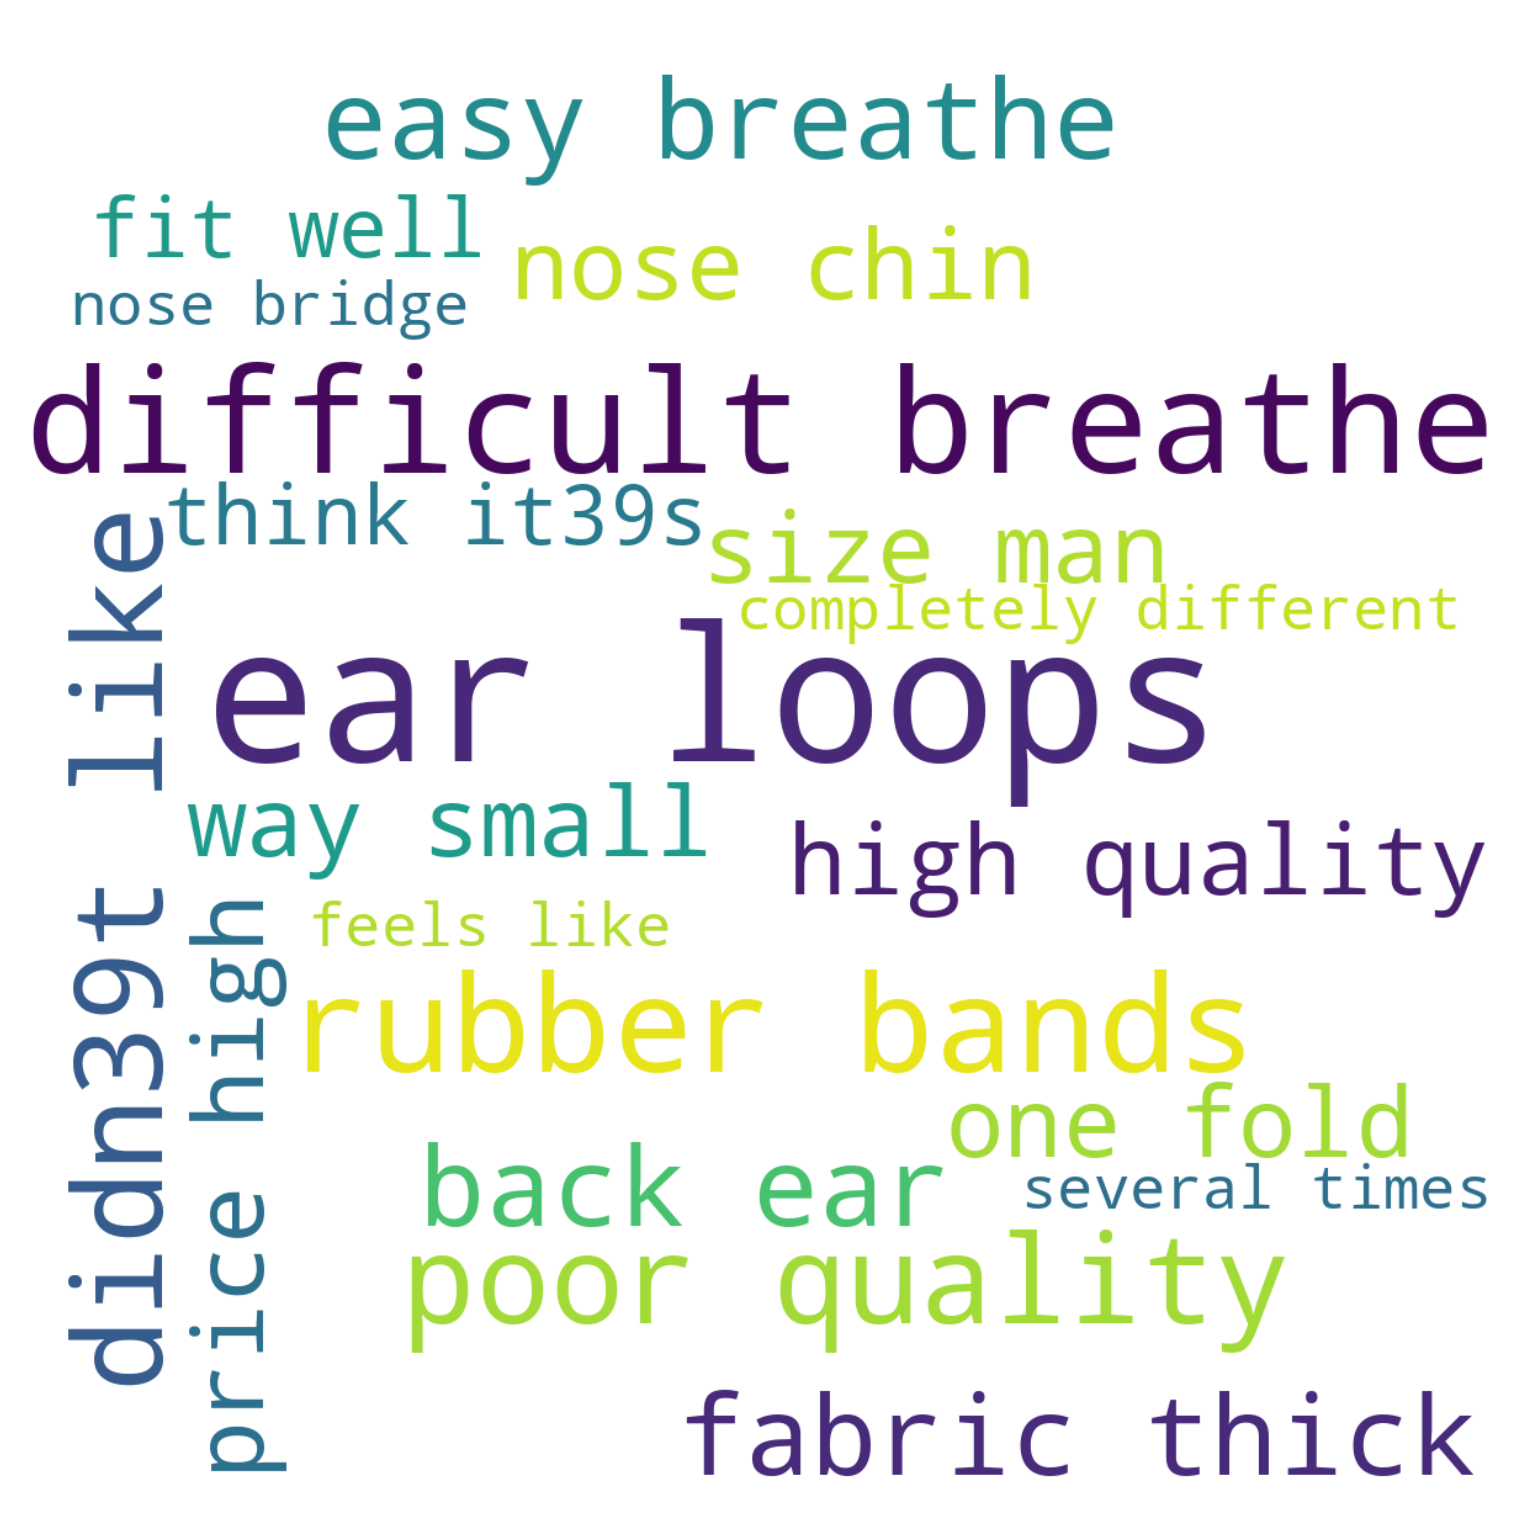 easy breathe
fit well
nose chin
nose bridge
difficult breathe
think it39s
size man
completely different
didn39t like
ear loops
way small
high quality
price high
feels like
rubber bands
one fold
back ear
several times
poor quality
fabric thick